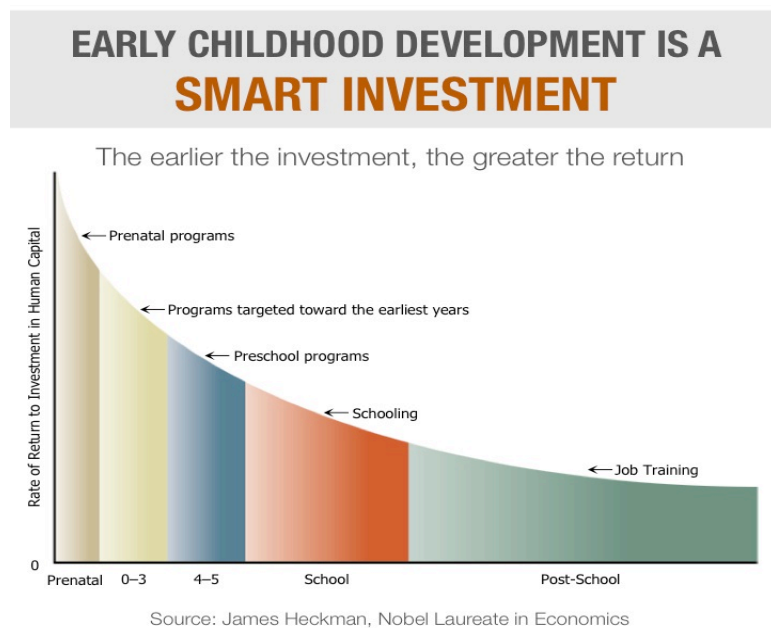 EARLY CHILDHOOD DEVELOPMENT IS A
SMART INVESTMENT
The earlier the investment, the greater the return
Rate of Return to Investment in Human Capital
Prenatal programs
Programs targeted toward the earliest years
Preschool programs
Schooling
Job Training
0
Prenatal 0–3 4–5 School Post-School
Source: James Heckman, Nobel Laureate in Economics